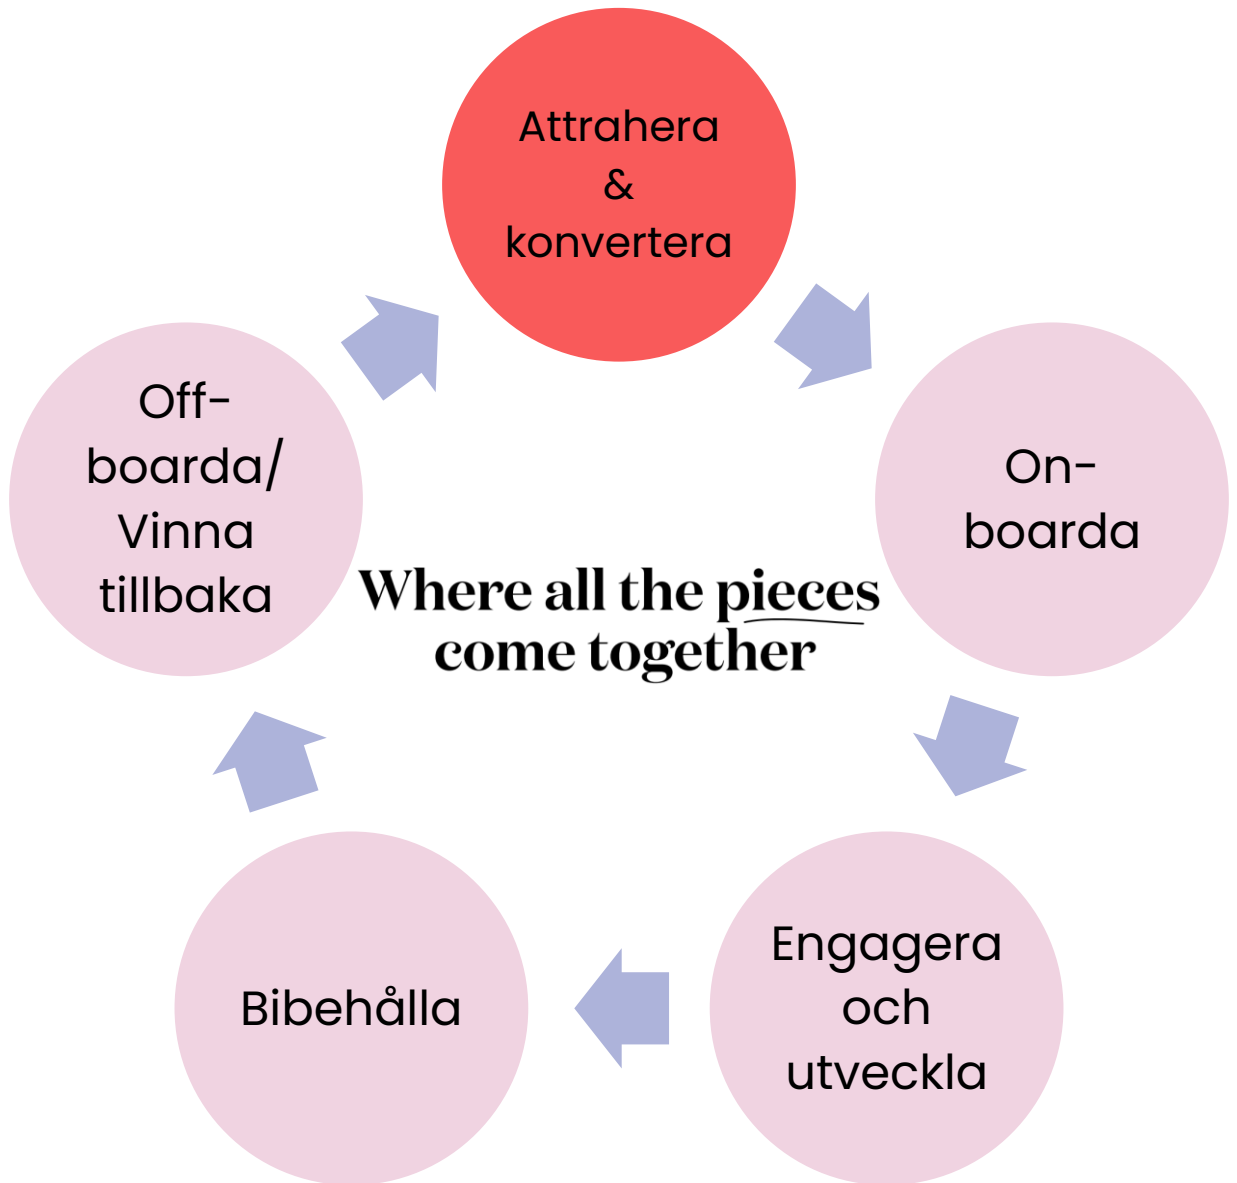 Attrahera
&
konvertera
On-
boarda
Engagera
och
utveckla
Bibehålla
Off-
boarda/
Vinna
tillbaka
Where all the pieces
come together